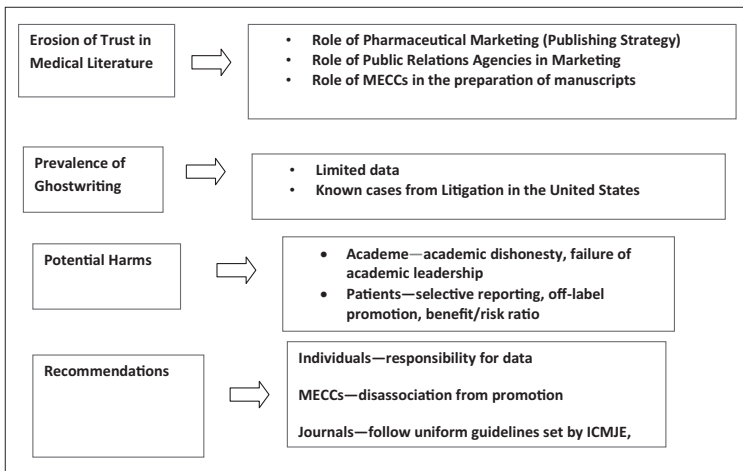 Erosion of Trust in
Medical Literature
• Role of Pharmaceutical Marketing (Publishing Strategy)
• Role of Public Relations Agencies in Marketing
• Role of MECCs in the preparation of manuscripts
Prevalence of
Ghostwriting
• Limited data
• Known cases from Litigation in the United States
Potential Harms
• Academe—academic dishonesty, failure of
academic leadership
• Patients—selective reporting, off-label
promotion, benefit/risk ratio
Recommendations
Individuals—responsibility for data
MECCs—disassociation from promotion
Journals—follow uniform guidelines set by ICMJE,